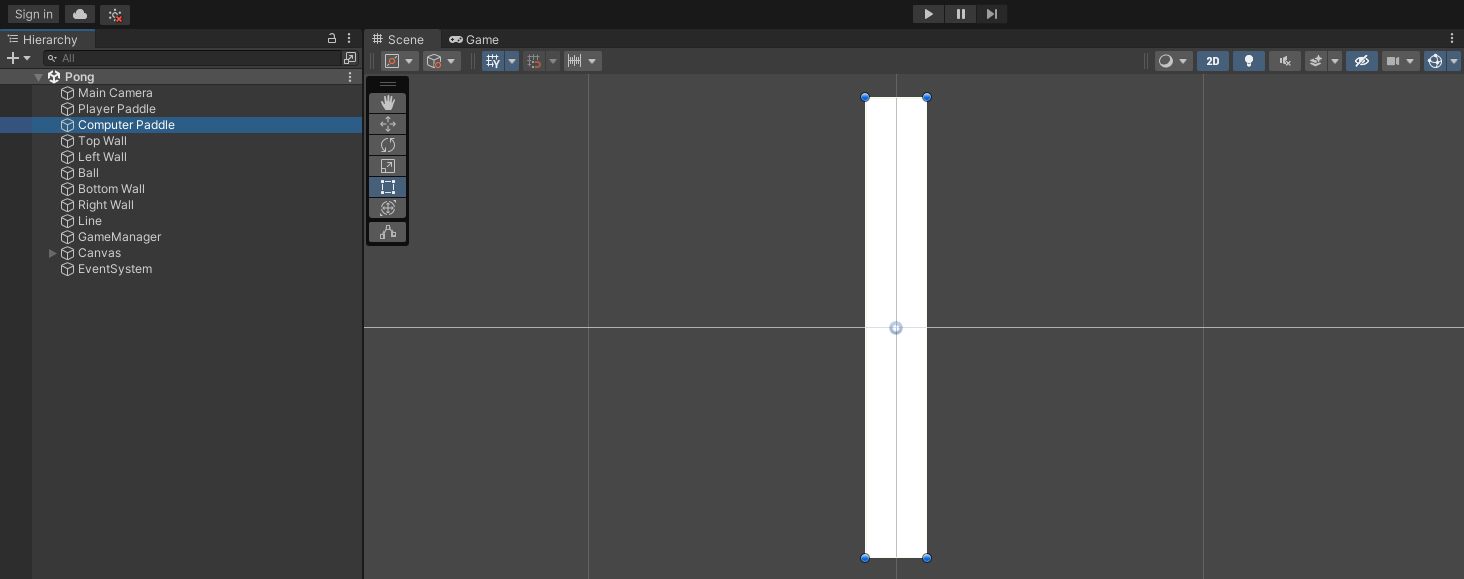 Sign in
Hierarchy
All
Pong
Main Camera
Player Paddle
Computer Paddle
Top Wall
Left Wall
Ball
Bottom Wall
Right Wall
Line
GameManager
Canvas
EventSystem
Scene
Game
2D